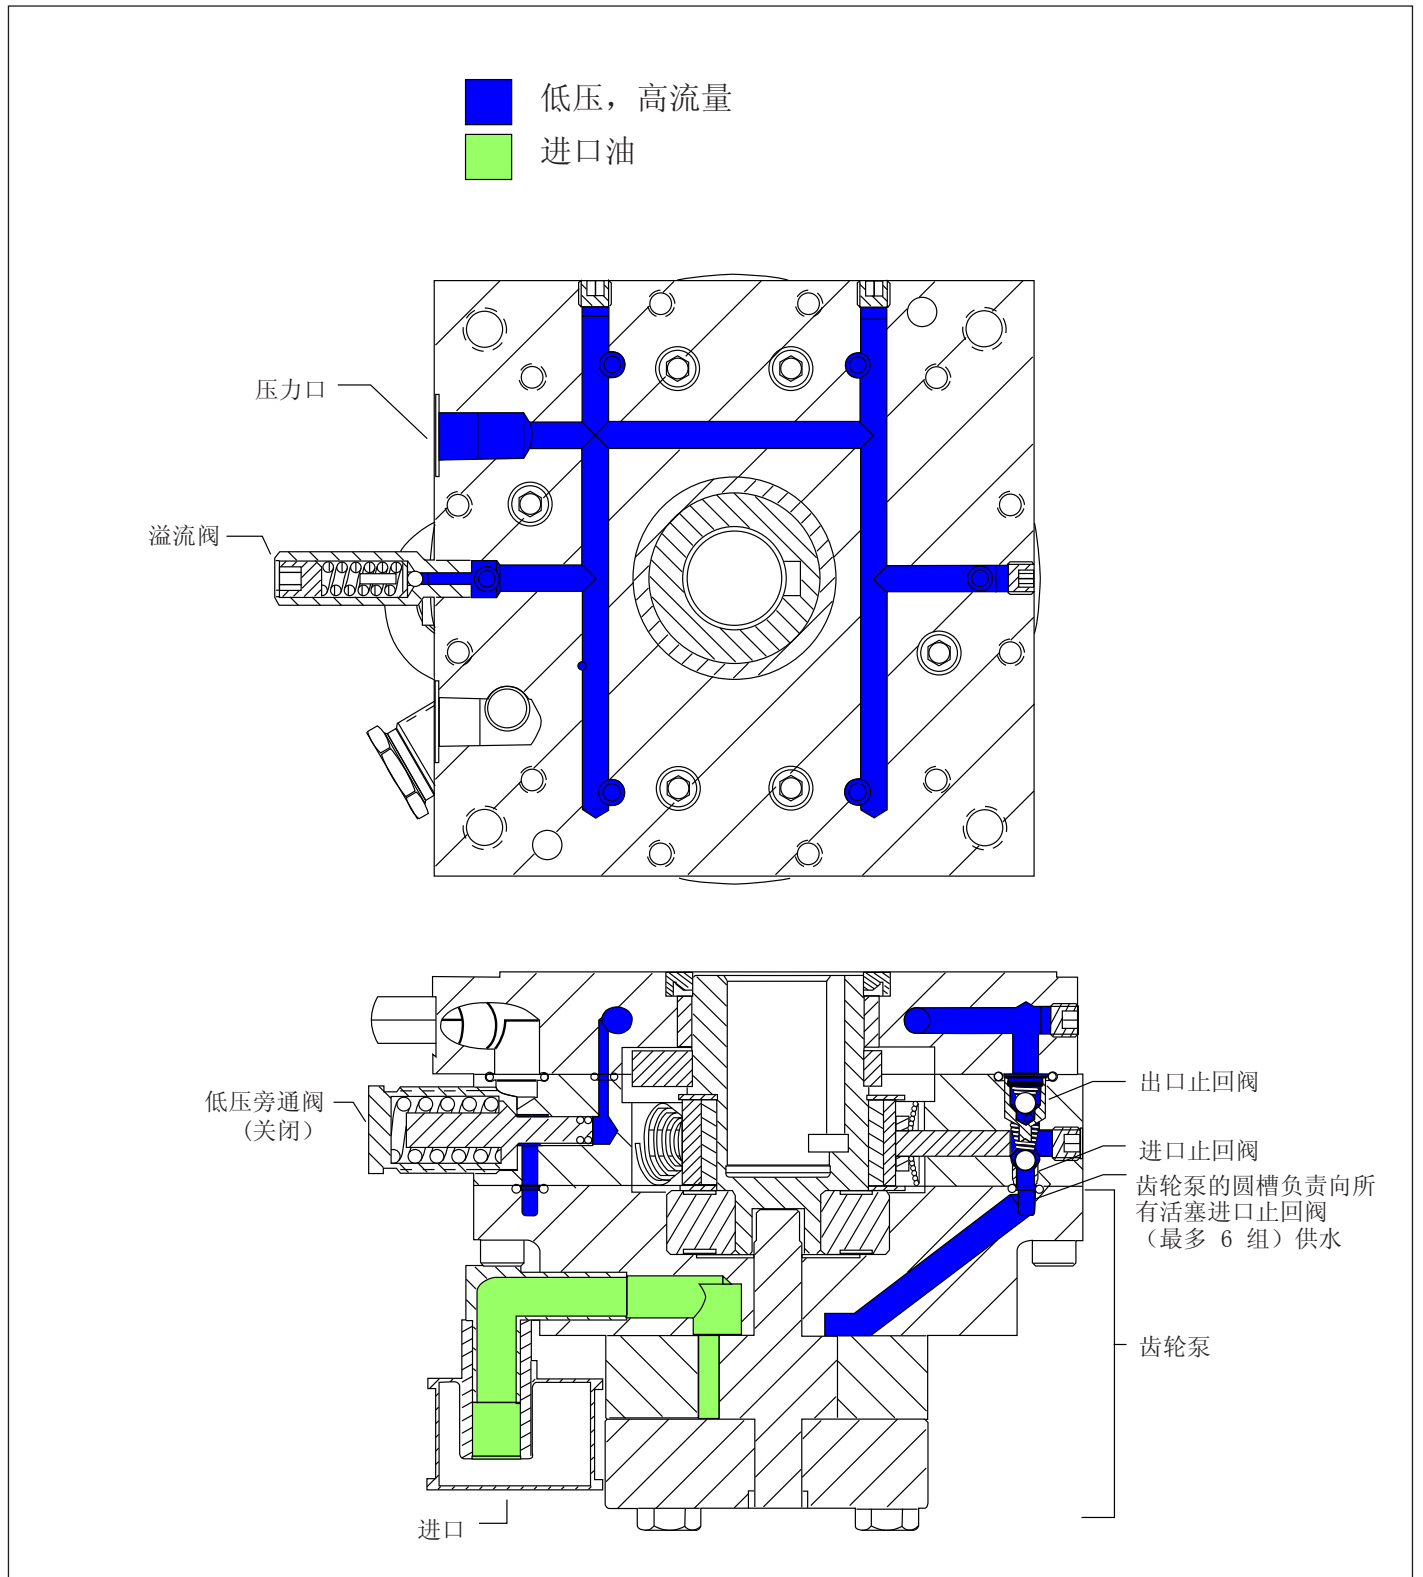 低压，高流量
进口油
压力口
溢流阀
低压旁通阀
(关闭）
出口止回阀
进口止回阀
齿轮泵的圆槽负责向所
有活塞进口止回阀
（最多 6 组）供水
齿轮泵
进口